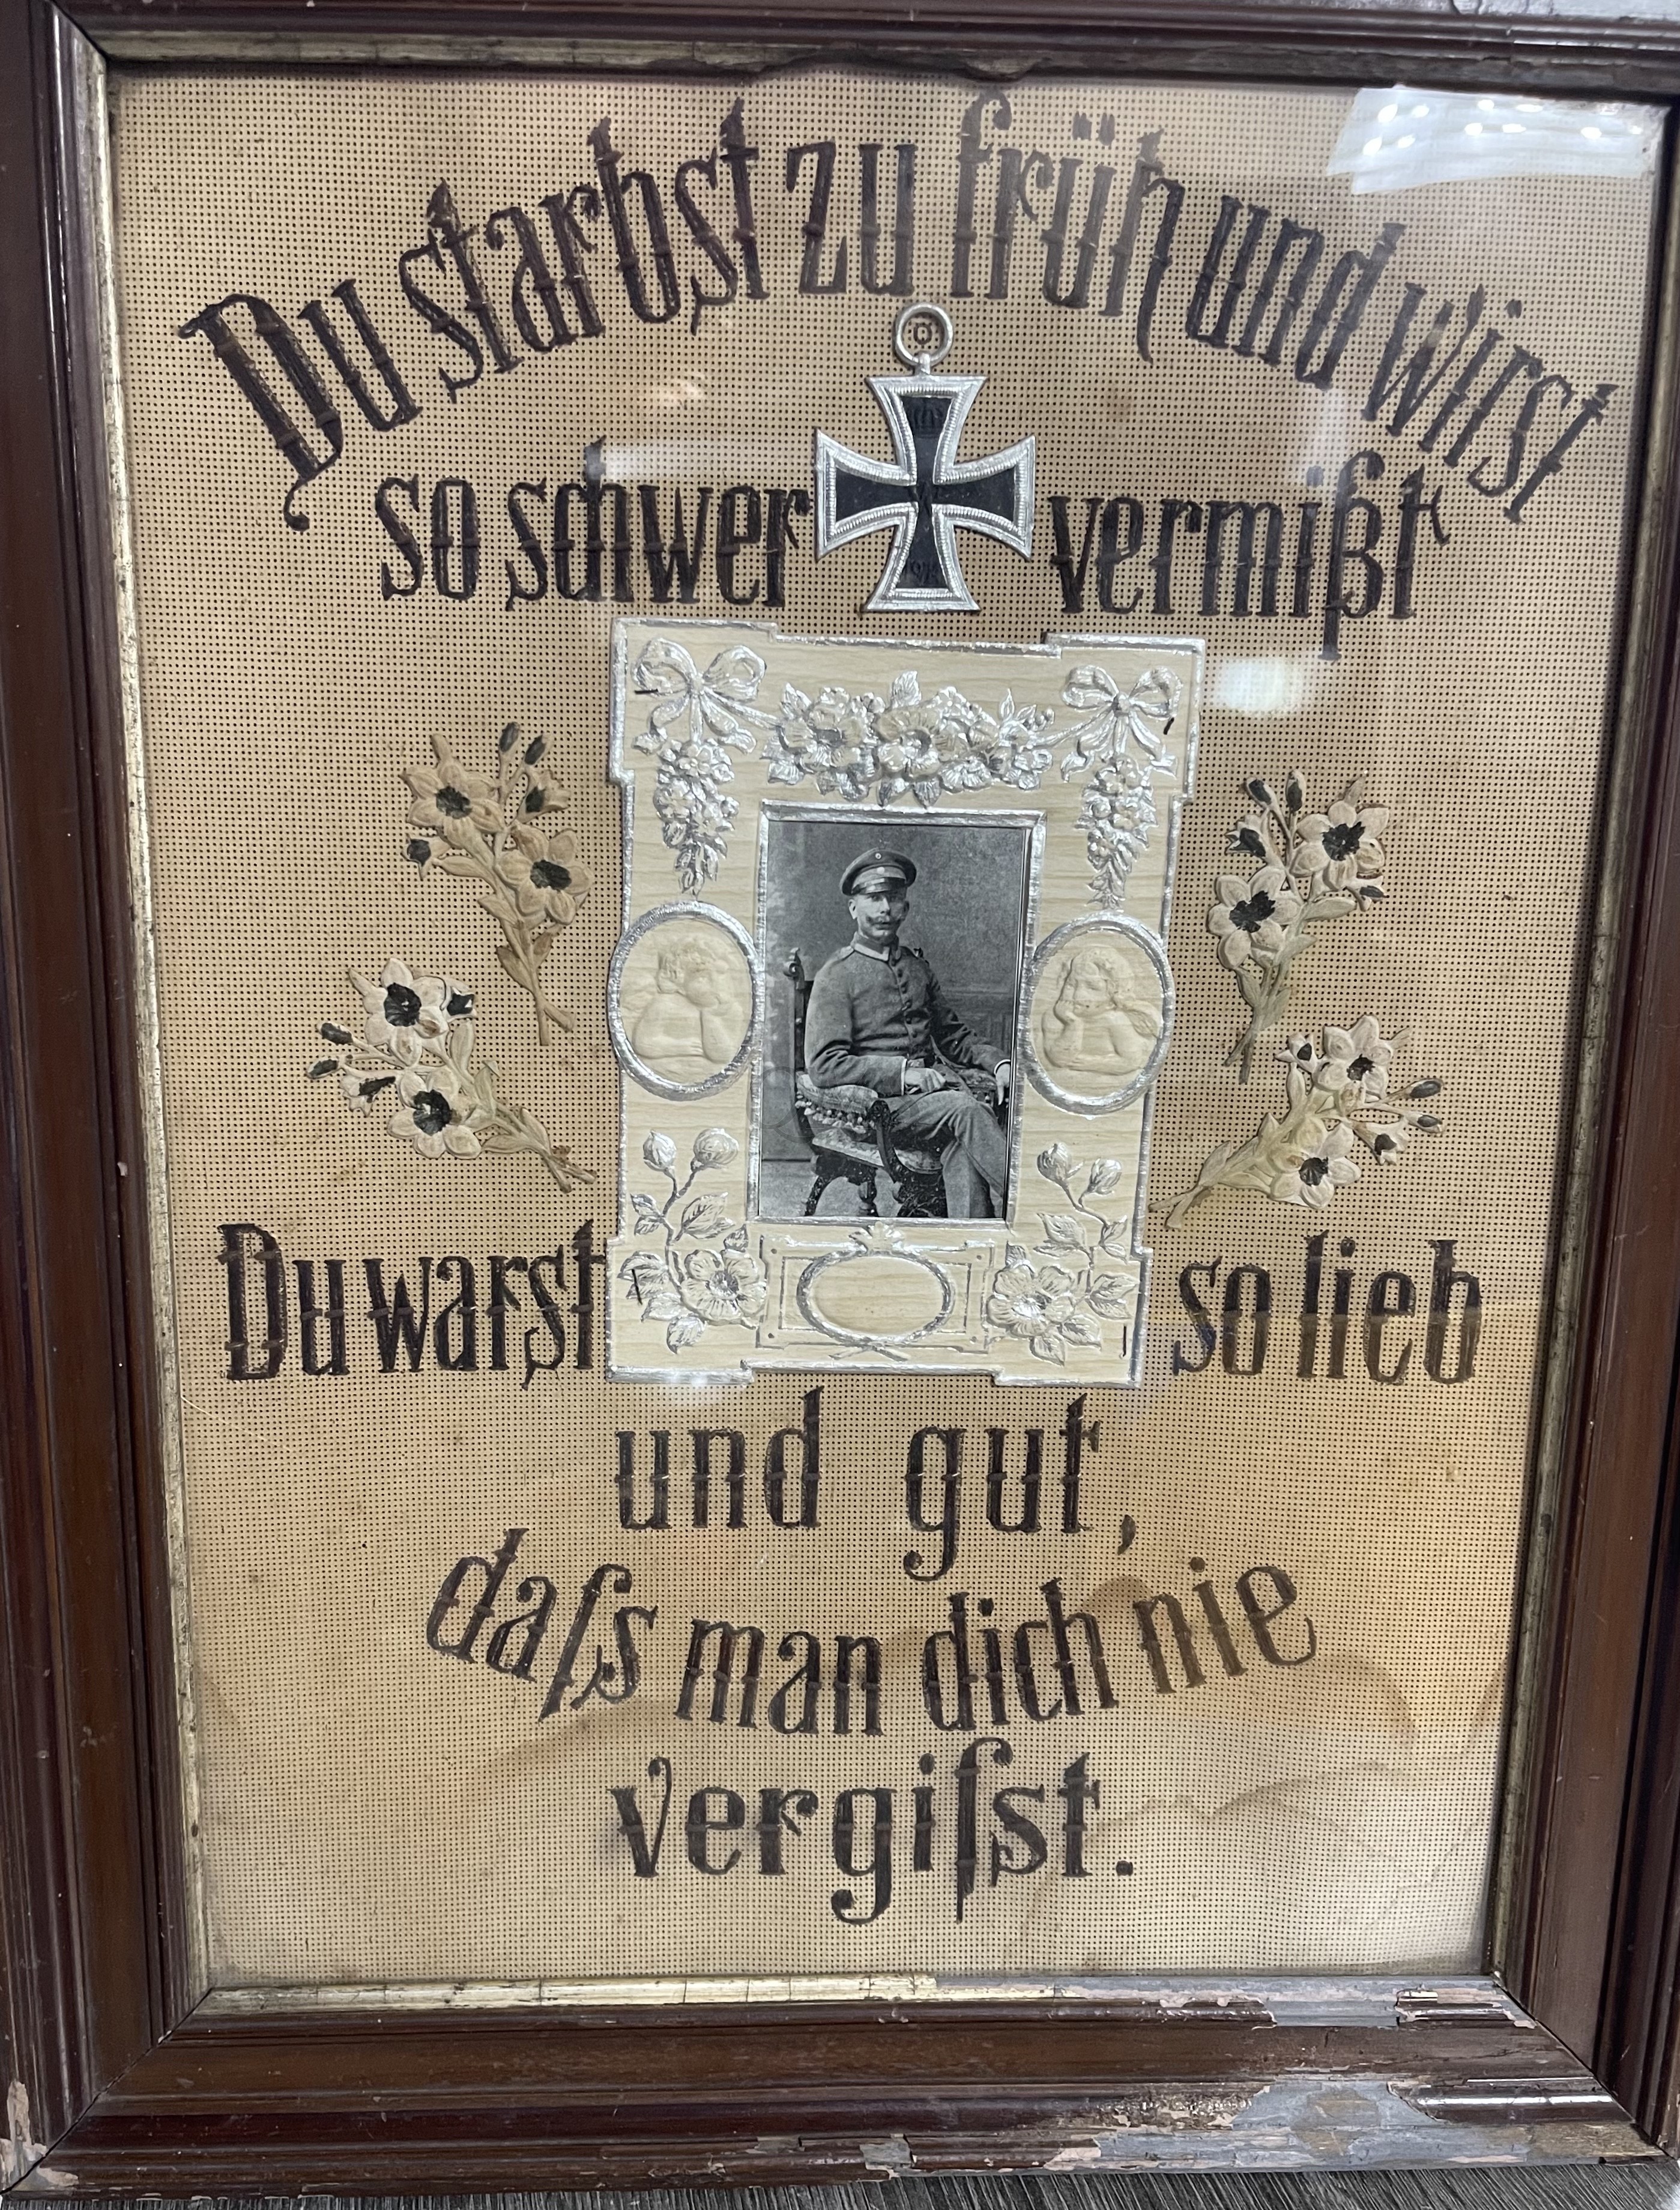 Du starbst zu früh und wirst
so schwer vermißt
Du warst so lieb
und gut,
daſs man dich nie
vergiſst.